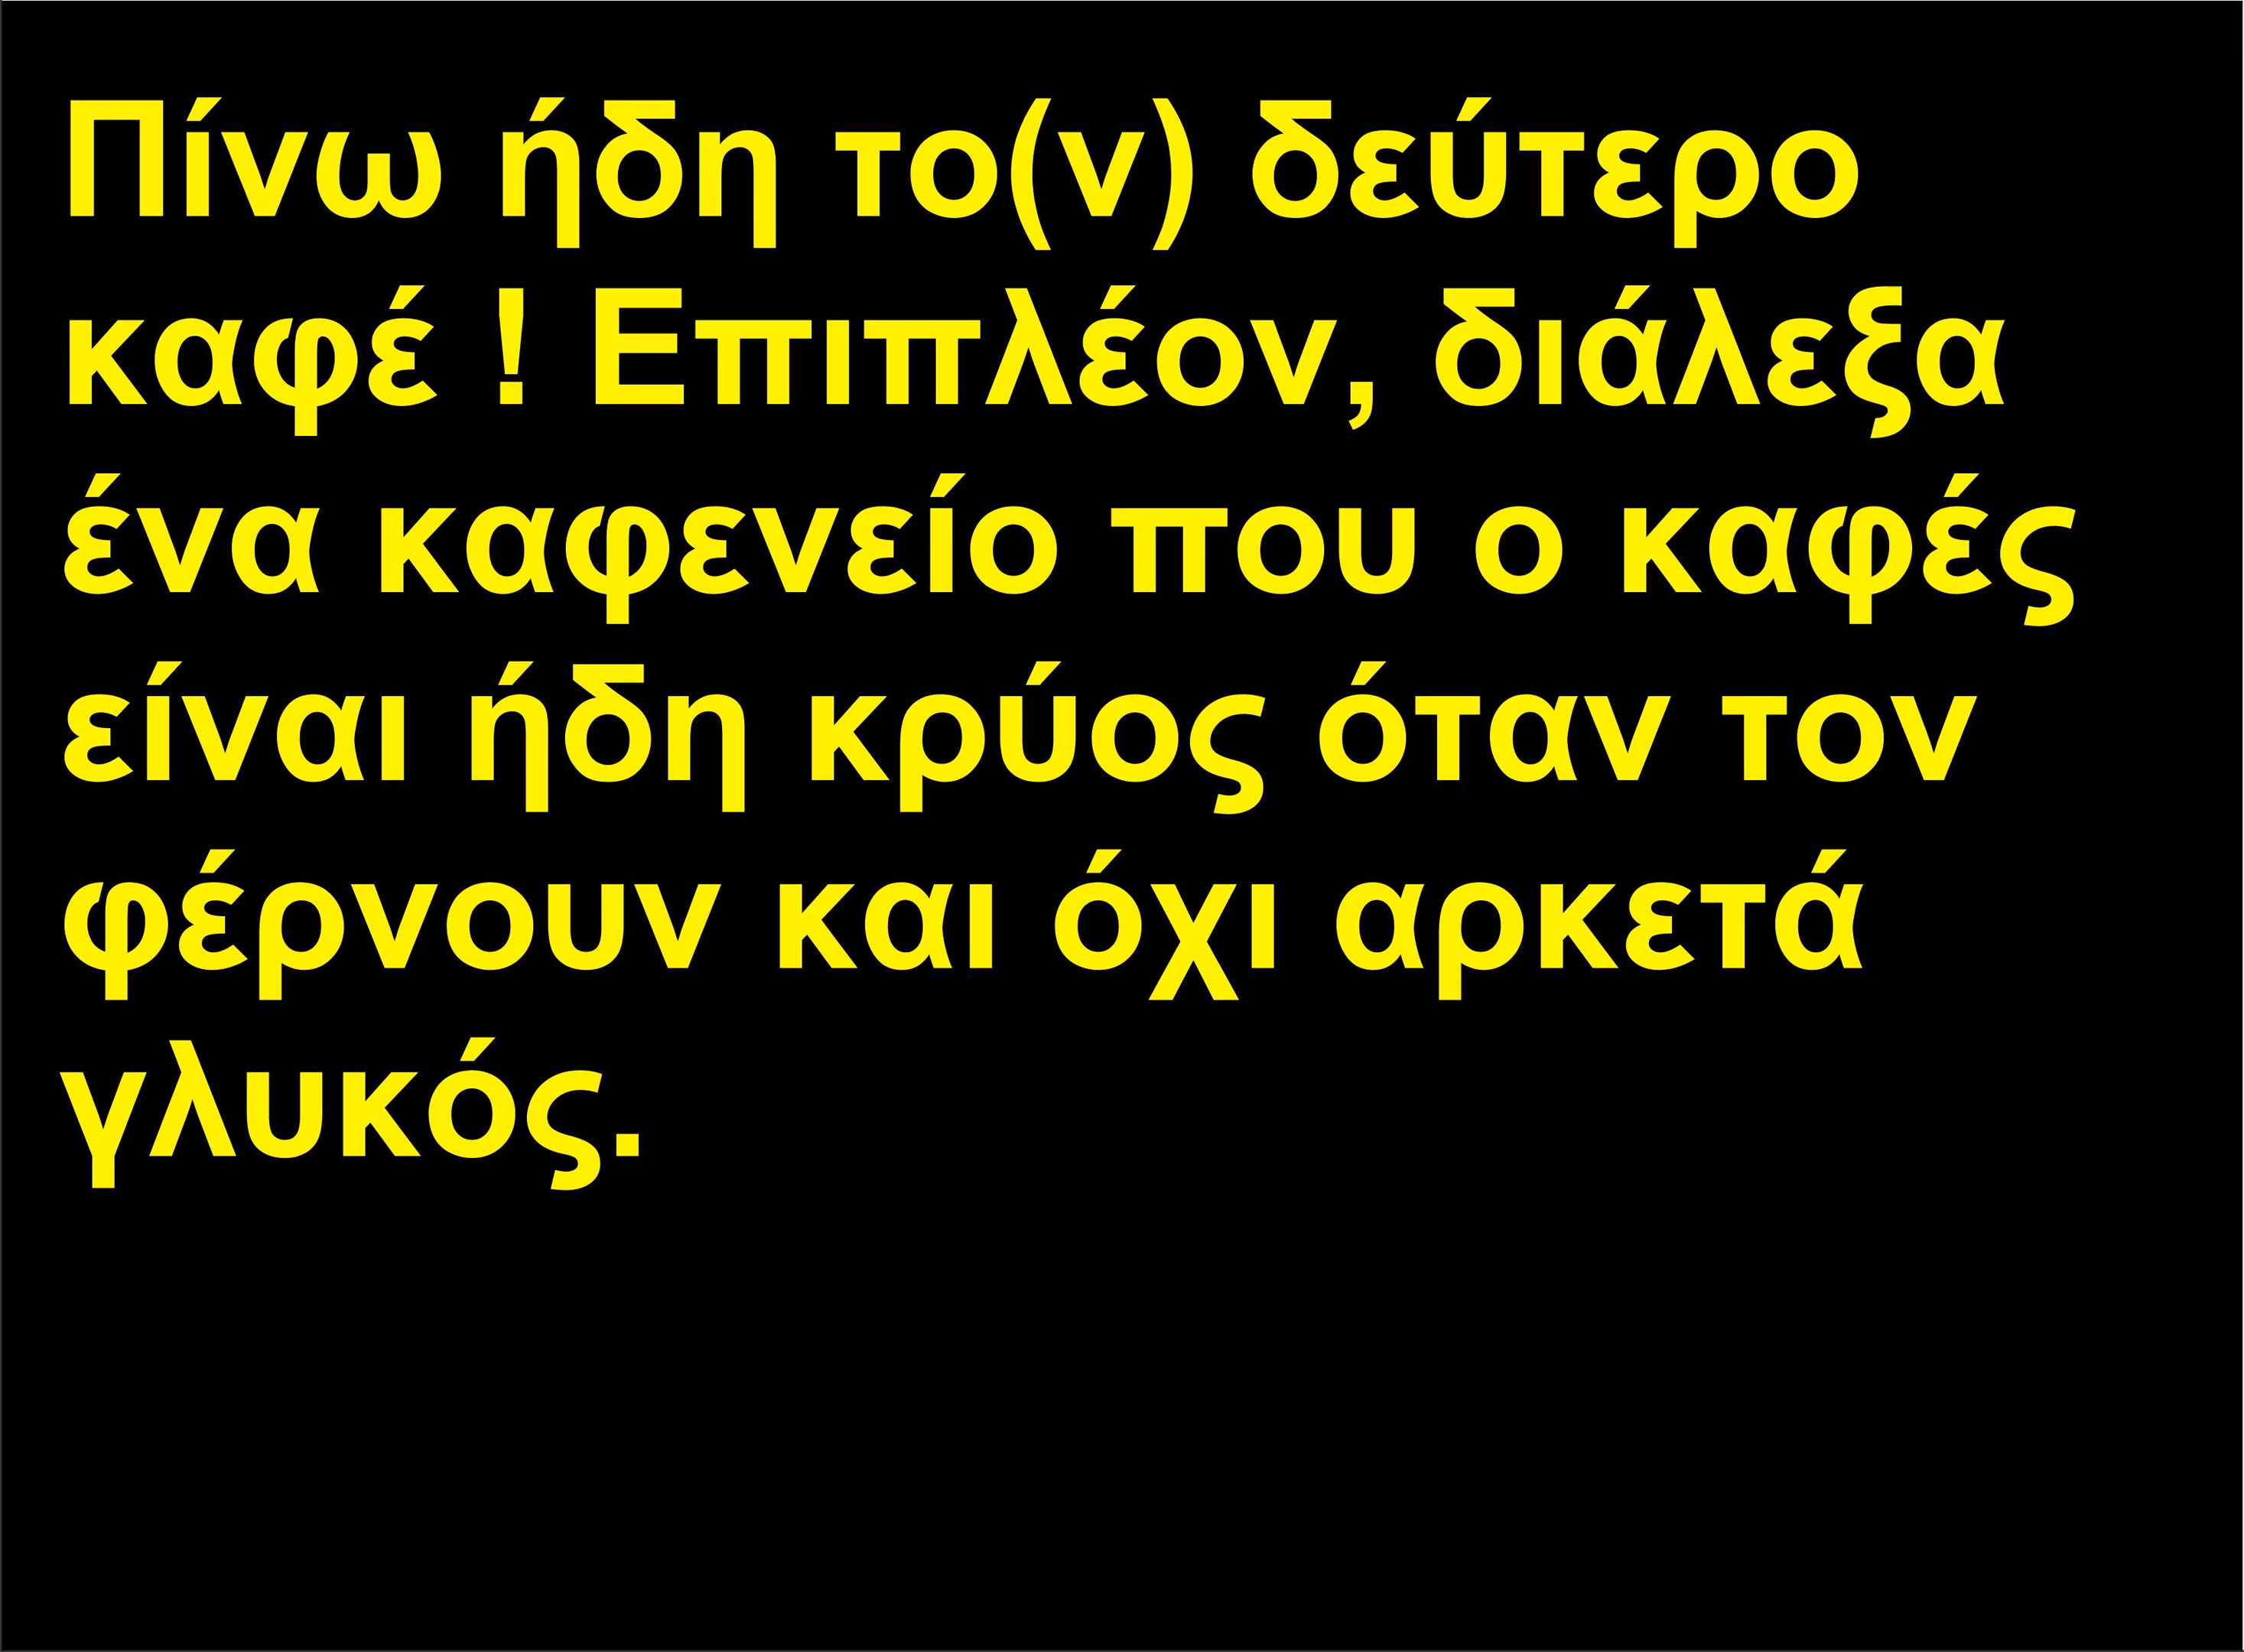 Πίνω ήδη το(ν) δεύτερο
καφέ ! Επιπλέον, διάλεξα
ένα καφενείο που ο καφές
είναι ήδη κρύος όταν τον
φέρνουν και όχι αρκετά
γλυκός.